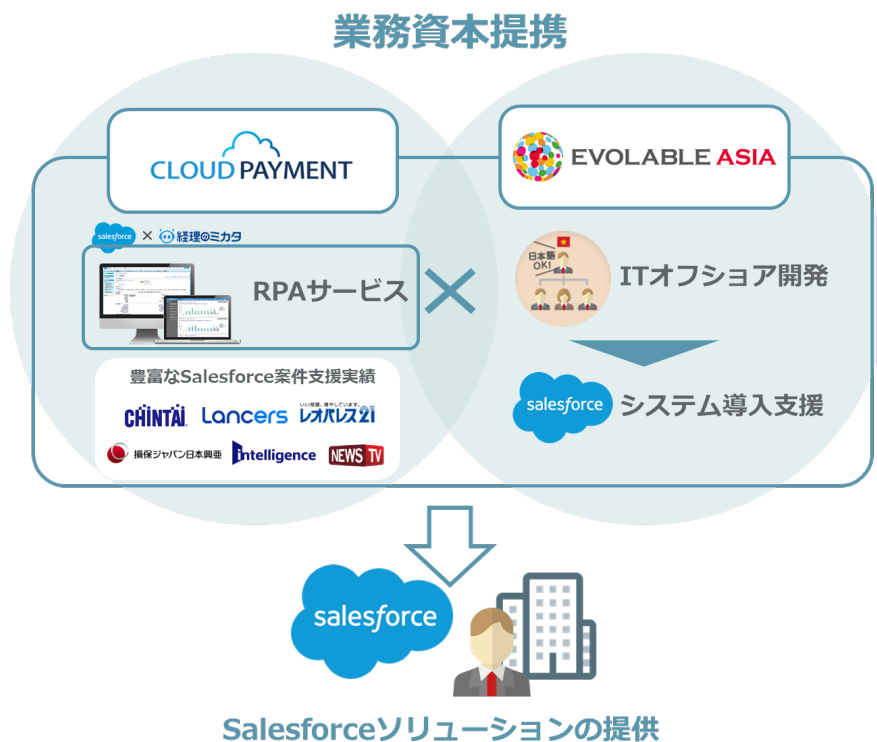 業務資本提携
CLOUD PAYMENT
EVOLABLE ASIA
salesforce × 経理のミカタ
RPAサービス
日本語
OK!
ITオフショア開発
豊富なSalesforce案件支援実績
CHINTAI
Lancers
いい部屋、増やしています。
レオパレス21
損保ジャパン日本興亜
intelligence
NEWS TV
salesforce
システム導入支援
salesforce
Salesforceソリューションの提供